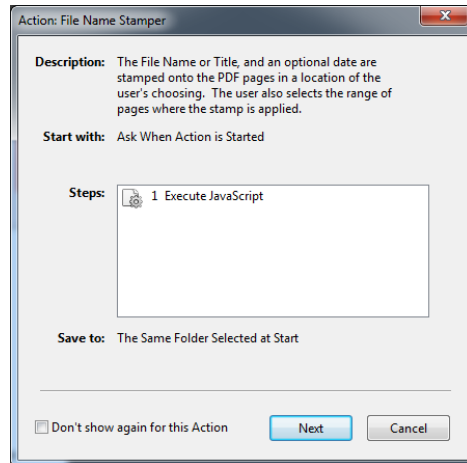 Action: File Name Stamper
Description: The File Name or Title, and an optional date are
stamped onto the PDF pages in a location of the
user's choosing. The user also selects the range of
pages where the stamp is applied.
Start with: Ask When Action is Started
Steps: 1 Execute JavaScript
Save to: The Same Folder Selected at Start
Don't show again for this Action Next Cancel